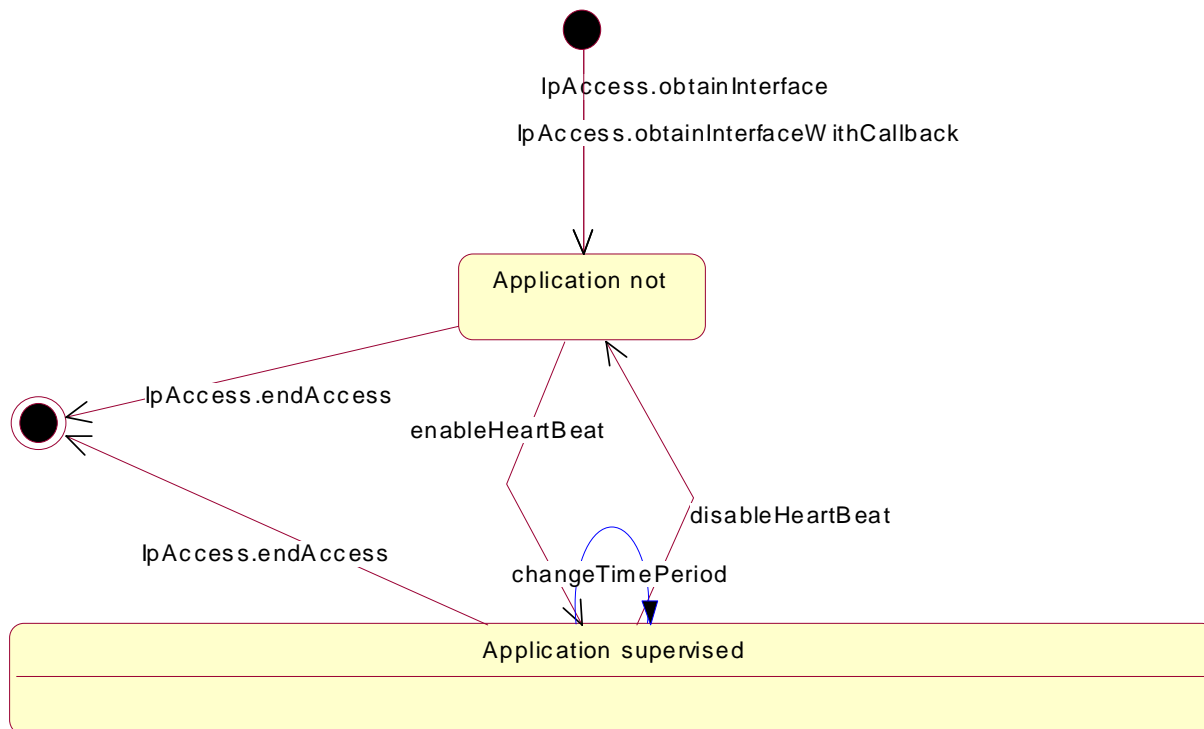 IpAccess.obtainInterface
IpAccess.obtainInterfaceWithCallback
Application not
IpAccess.endAccess
enableHeartBeat
disableHeartBeat
IpAccess.endAccess
changeTimePeriod
Application supervised